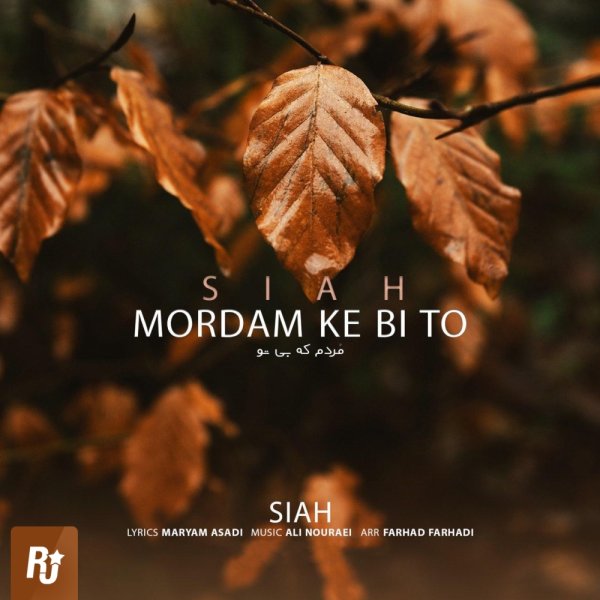 SIAH
MORDAM KE BI TO
مُردم که بی تو
SIAH
LYRICS MARYAM ASADI MUSIC ALI NOURAEI ARR FARHAD FARHADI
RJ